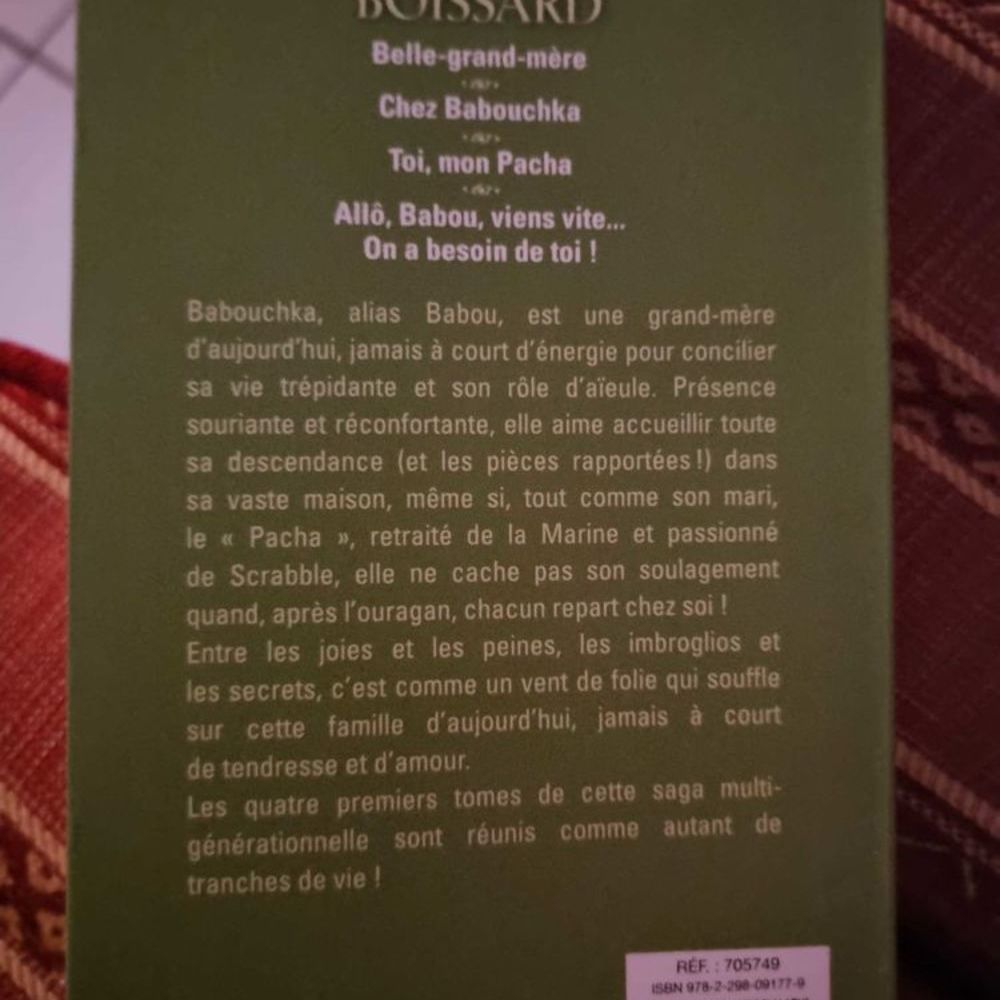 BOISSARD
Belle-grand-mère
Chez Babouchka
Toi, mon Pacha
Allô, Babou, viens vite...
On a besoin de toi !
Babouchka, alias Babou, est une grand-mère
d'aujourd'hui, jamais à court d'énergie pour concilier
sa vie trépidante et son rôle d'aïeule. Présence
souriante et réconfortante, elle aime accueillir toute
sa descendance (et les pièces rapportées !) dans
sa vaste maison, même si, tout comme son mari,
le « Pacha », retraité de la Marine et passionné
de Scrabble, elle ne cache pas son soulagement
quand, après l'ouragan, chacun repart chez soi !
Entre les joies et les peines, les imbroglios et
les secrets, c'est comme un vent de folie qui souffle
sur cette famille d'aujourd'hui, jamais à court
de tendresse et d'amour.
Les quatre premiers tomes de cette saga multi-
générationnelle sont réunis comme autant de
tranches de vie !
RÉF. : 705749
ISBN 978-2-298-09177-9